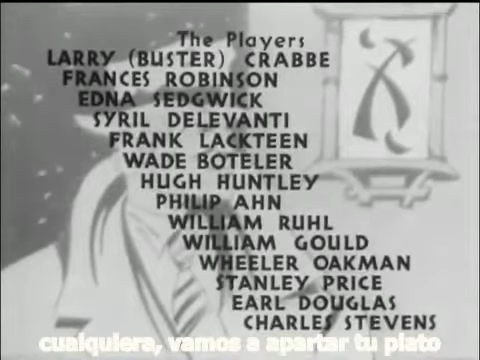 The Players
LARRY (BUSTER) CRABBE
FRANCES ROBINSON
EDNA SEDGWICK
SYRIL DELEVANTI
FRANK LACKTEEN
WADE BOTELER
HUGH HUNTLEY
PHILIP AHN
WILLIAM RUHL
WILLIAM GOULD
WHEELER OAKMAN
STANLEY PRICE
EARL DOUGLAS
CHARLES STEVENS
cualquiera, vamos a apartar tu plato